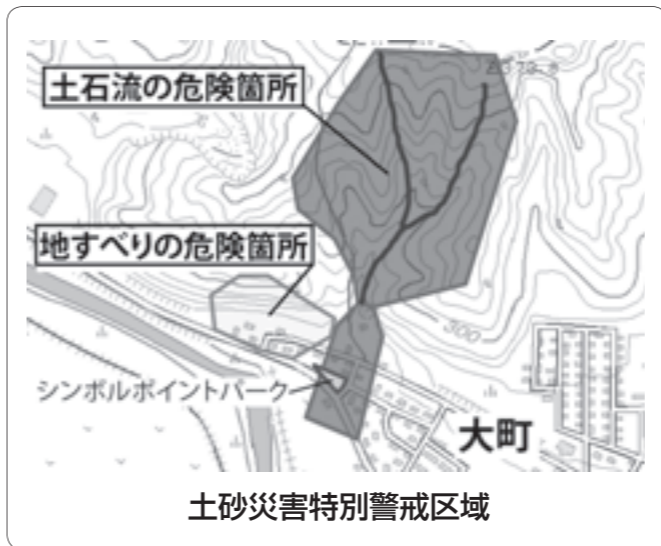 土石流の危険箇所
地すべりの危険箇所
300
シンボルポイントパーク
大町
土砂災害特別警戒区域